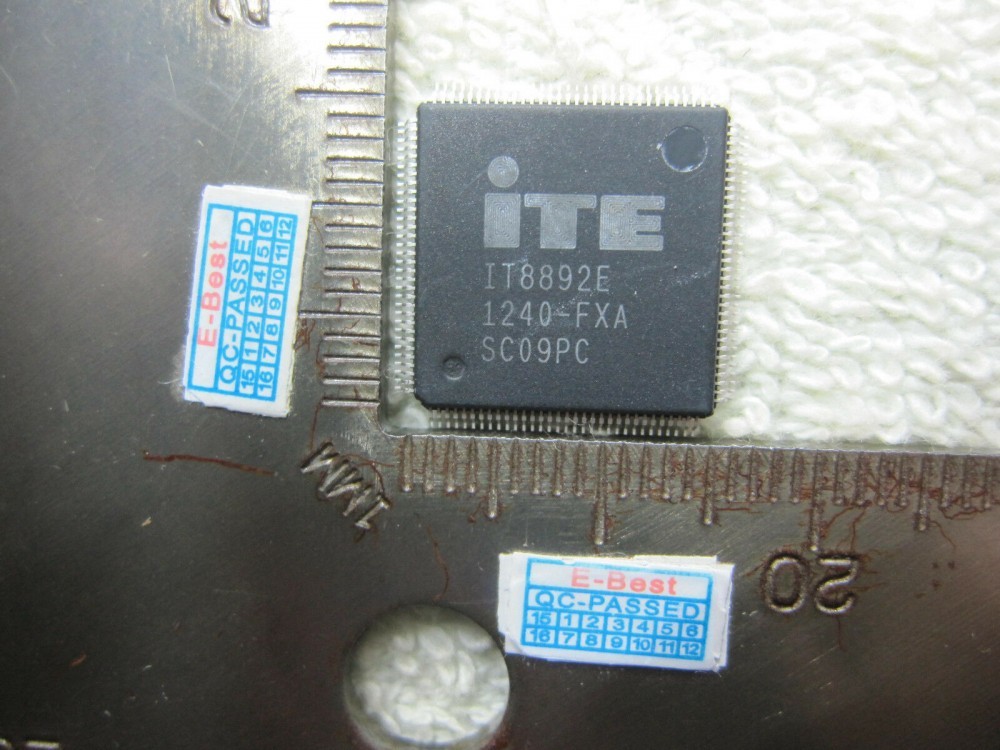 iTE
IT8892E
1240-FXA
SC09PC
E-Best
QC-PASSED
15 1 2 3 4 5 6
16 7 8 9 10 11 12
1MM
20
E-Best
QC-PASSED
15 1 2 3 4 5 6
16 7 8 9 10 11 12